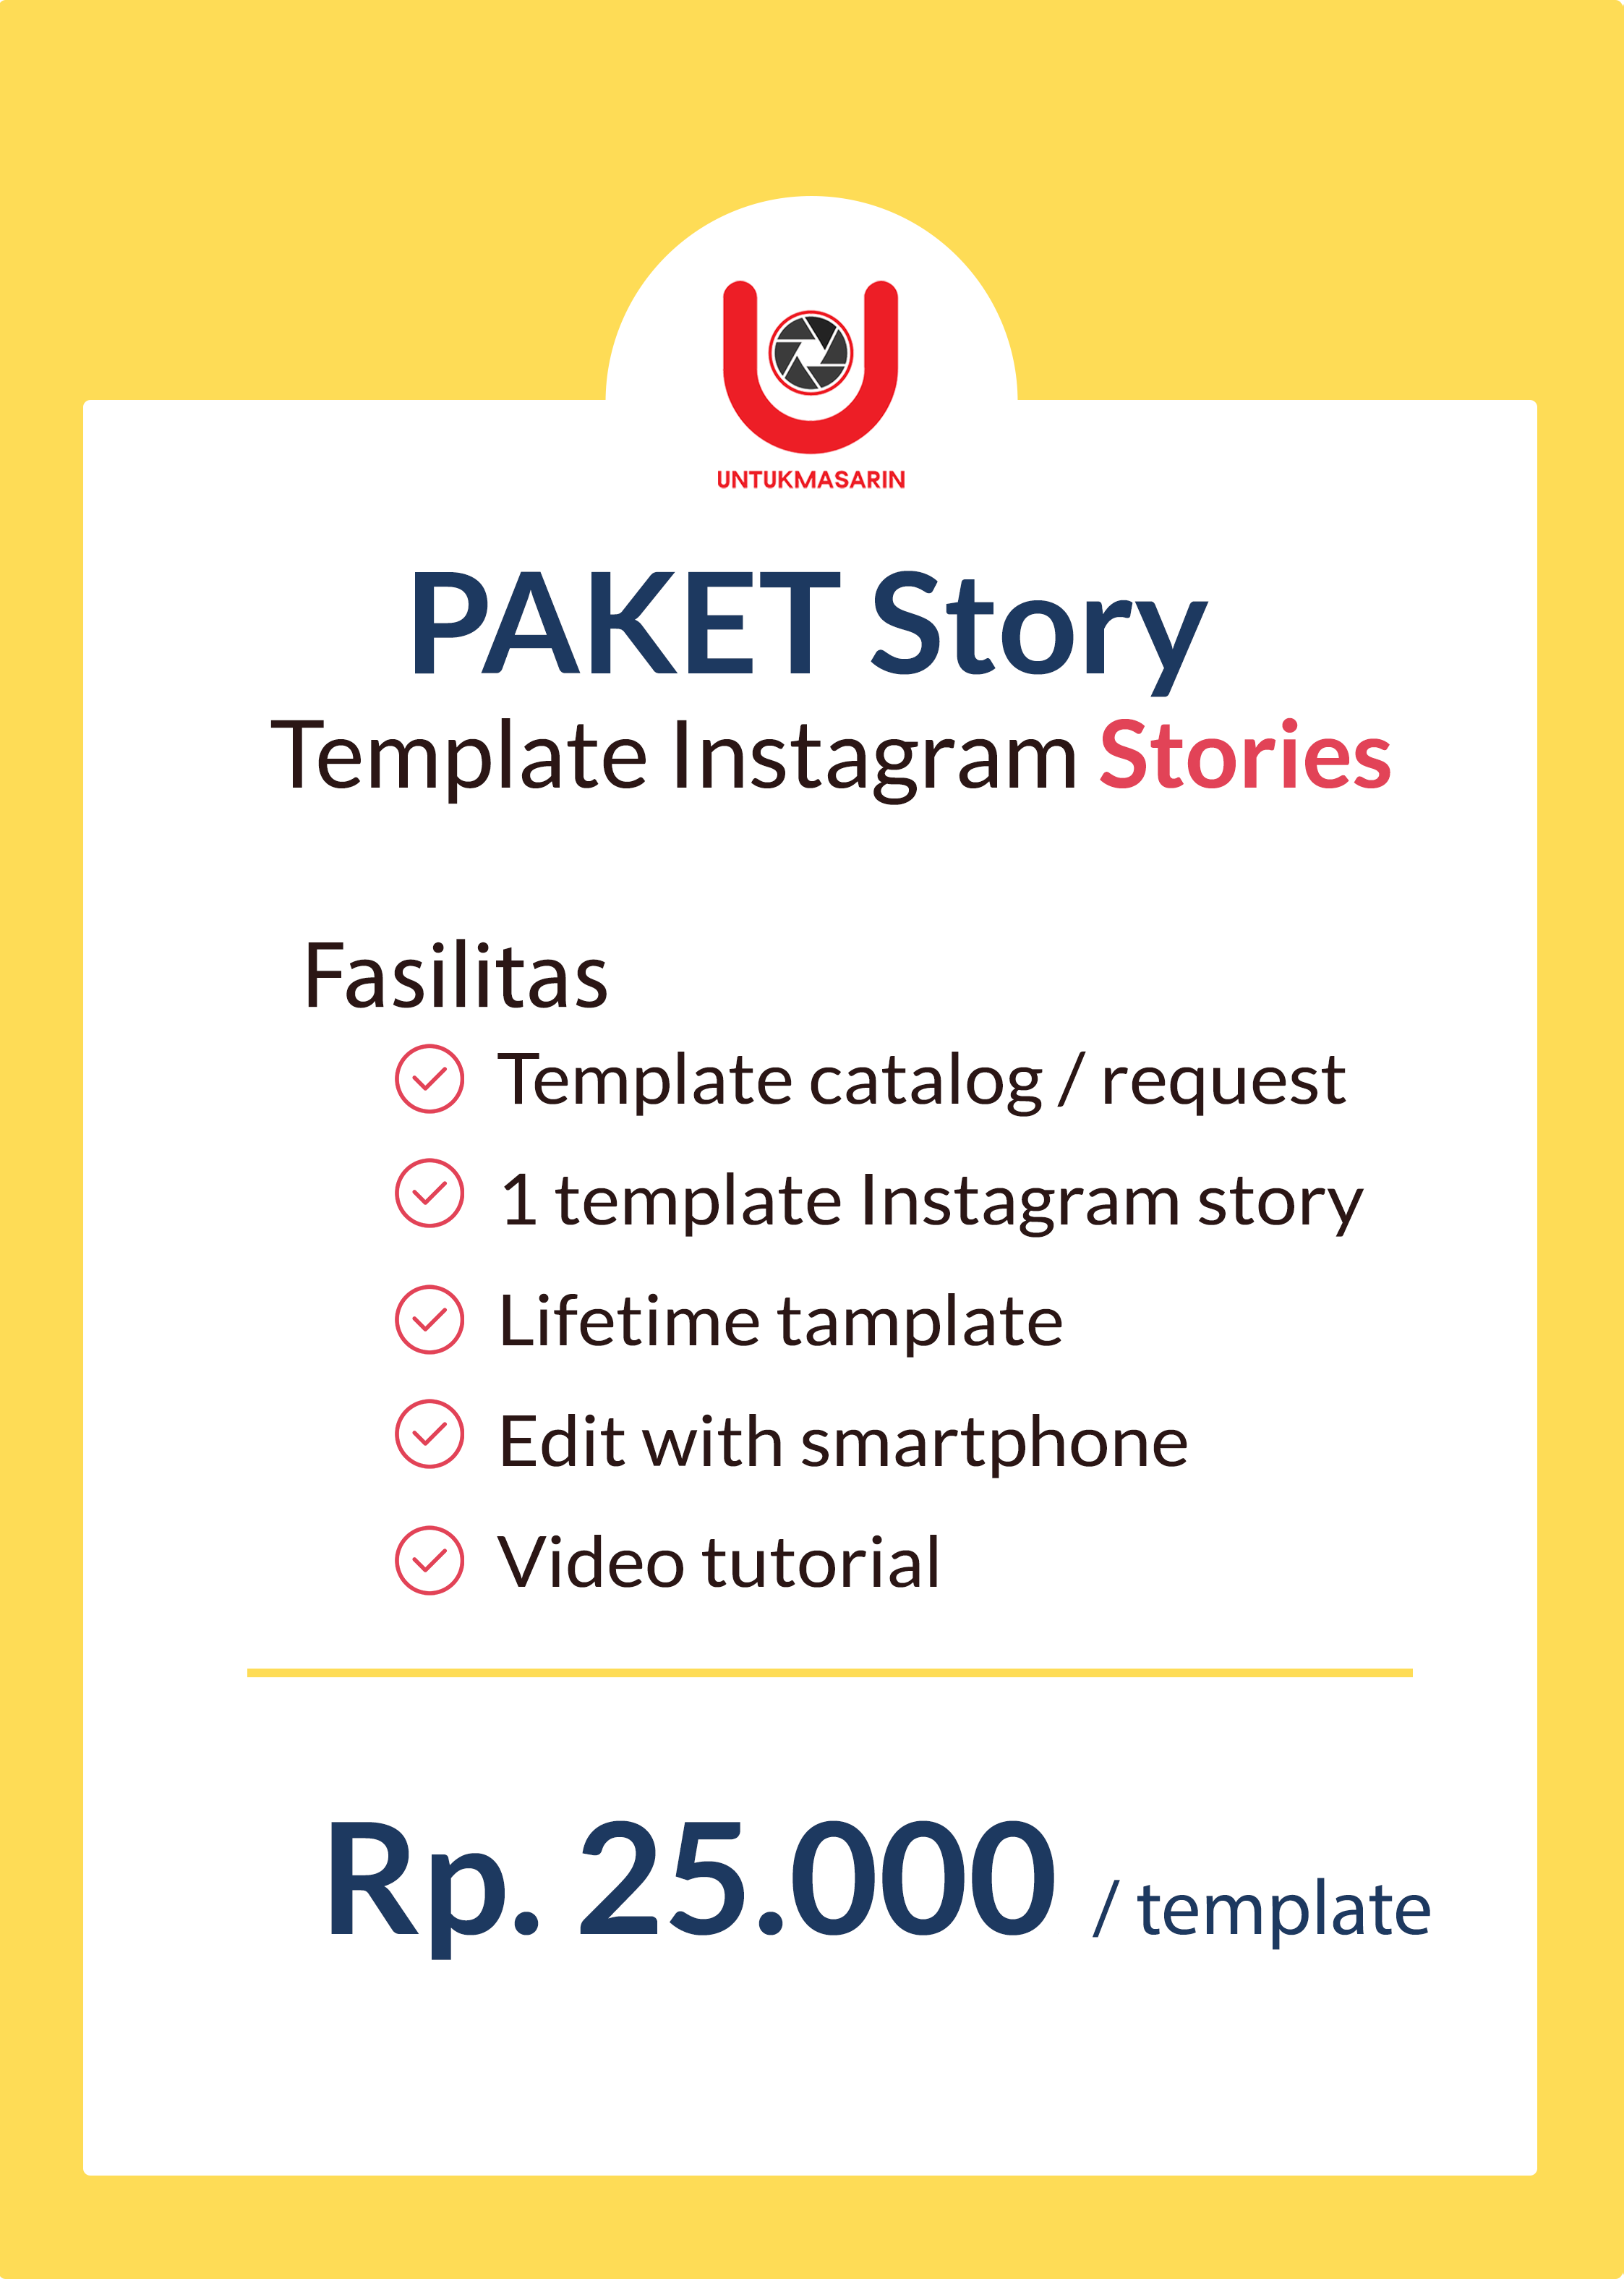 UNTUKMASARIN
PAKET Story
Template Instagram Stories
Fasilitas
Template catalog / request
1 template Instagram story
Lifetime tamplate
Edit with smartphone
Video tutorial
Rp. 25.000 / template